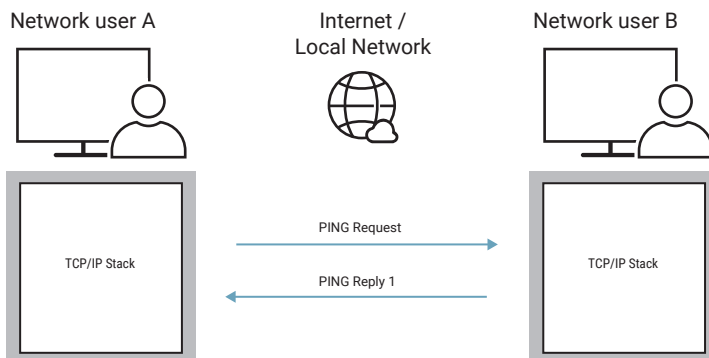 Network user A
Internet /
Local Network
Network user B
PING Request
TCP/IP Stack
TCP/IP Stack
PING Reply 1